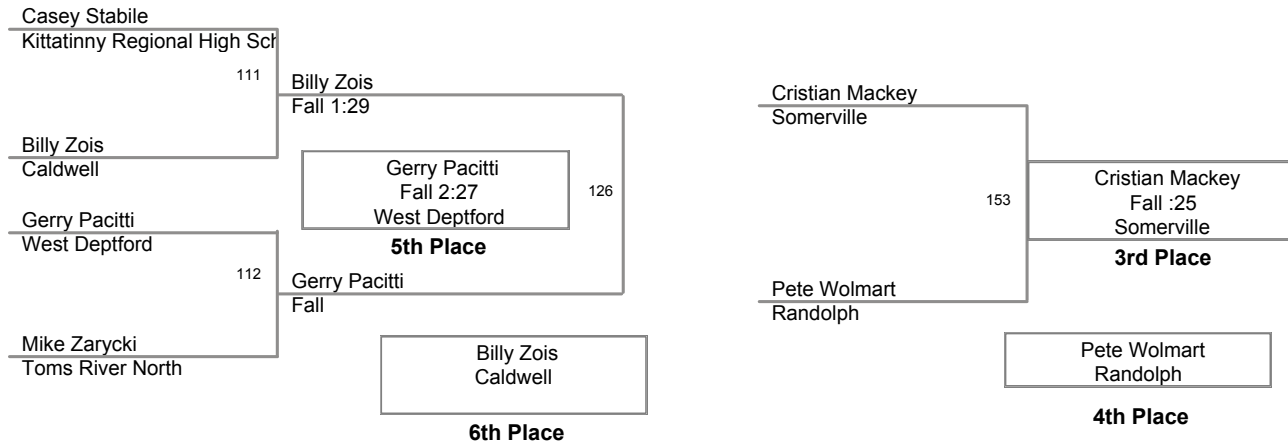 Casey Stabile
Kittatinny Regional High Sch
111
Billy Zois
Fall 1:29
Billy Zois
Caldwell
Gerry Pacitti
Fall 2:27
West Deptford
5th Place
126
Gerry Pacitti
West Deptford
112
Gerry Pacitti
Fall
Mike Zarycki
Toms River North
Billy Zois
Caldwell
6th Place
Cristian Mackey
Somerville
153
Cristian Mackey
Fall :25
Somerville
3rd Place
Pete Wolmart
Randolph
Pete Wolmart
Randolph
4th Place